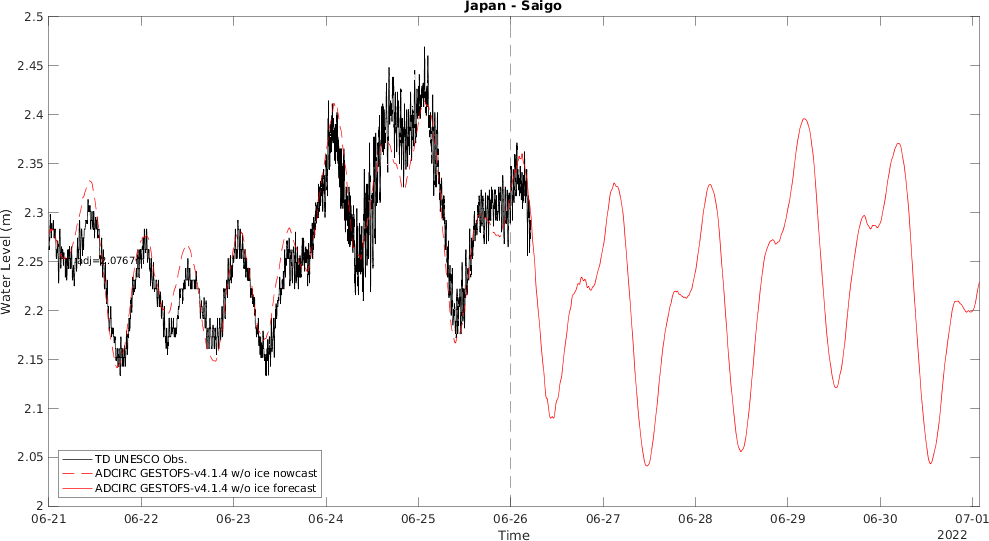 Japan - Saigo
2.5
2.45
2.4
2.35
2.3
2.25
2.2
2.15
2.1
2.05
2
Water Level (m)
adj=2.0767m
TD UNESCO Obs.
ADCIRC GESTOFS-v4.1.4 w/o ice nowcast
ADCIRC GESTOFS-v4.1.4 w/o ice forecast
06-21 06-22 06-23 06-24 06-25 06-26 06-27 06-28 06-29 06-30 07-01
Time
2022